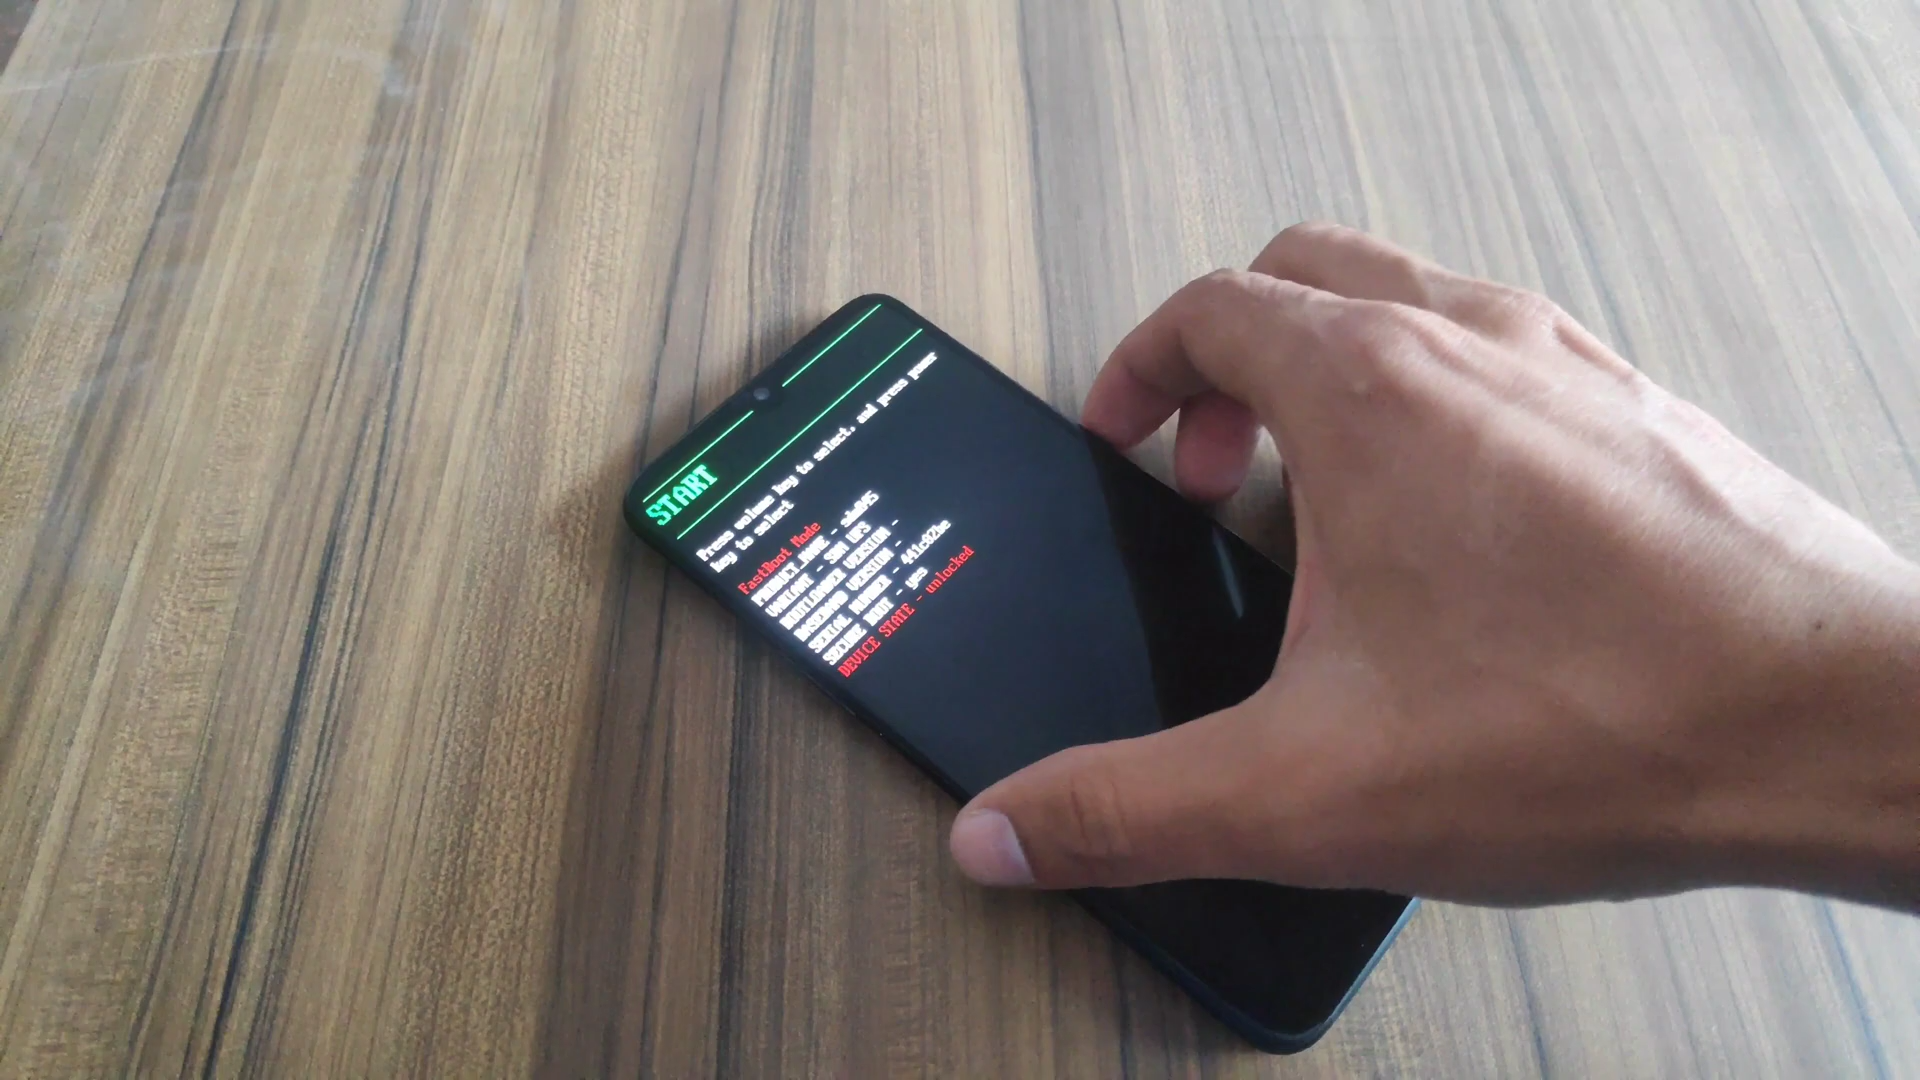 START
Press volume key to select, and press power
key to select
FastBoot Mode
PRODUCT_NAME - sdm845
VARIANT - SDM UFS
BOOTLOADER VERSION -
BASEBAND VERSION -
SERIAL NUMBER - 441c82be
SECURE BOOT - yes
DEVICE STATE - unlocked